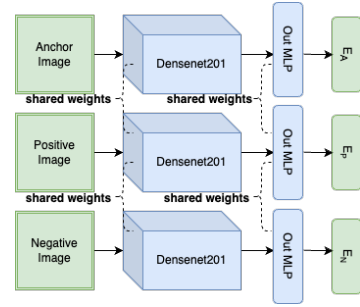 Anchor
Image
Densenet201
Out MLP
E_A
shared weights
shared weights
Positive
Image
Densenet201
Out MLP
E_P
shared weights
shared weights
Negative
Image
Densenet201
Out MLP
E_N